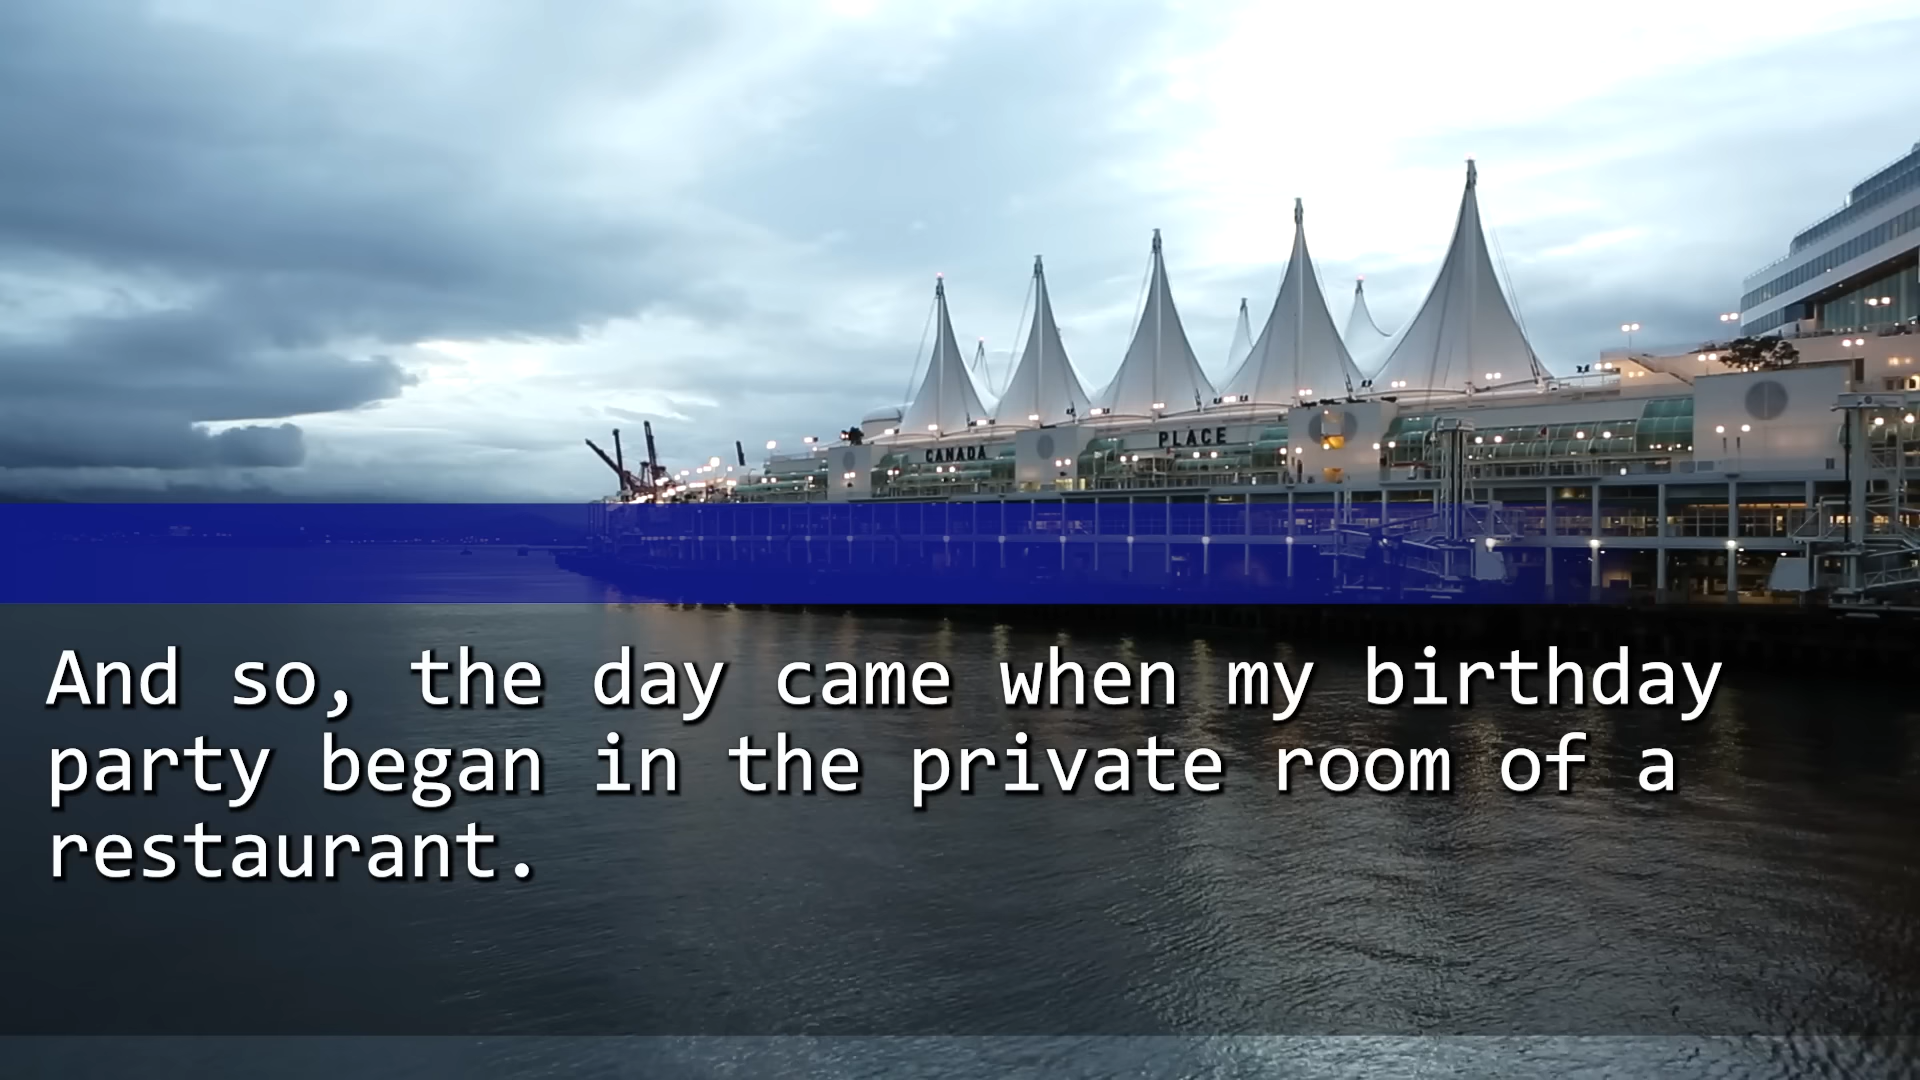 CANADA PLACE
And so, the day came when my birthday
party began in the private room of a
restaurant.